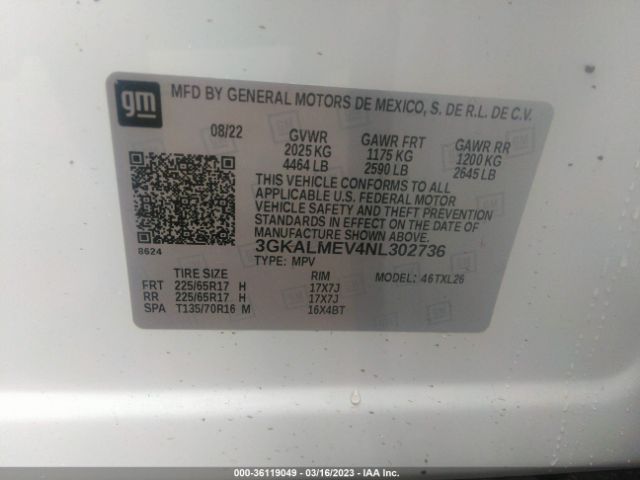 gm
MFD BY GENERAL MOTORS DE MEXICO, S. DE R.L. DE C.V.
08/22 GVWR GAWR FRT GAWR RR
2025 KG 1175 KG 1200 KG
4464 LB 2590 LB 2645 LB
THIS VEHICLE CONFORMS TO ALL
APPLICABLE U.S. FEDERAL MOTOR
VEHICLE SAFETY AND THEFT PREVENTION
STANDARDS IN EFFECT ON THE DATE OF
MANUFACTURE SHOWN ABOVE.
8624
3GKALMEV4NL302736
TYPE: MPV MODEL: 46TXL26
TIRE SIZE RIM
FRT 225/65R17 H 17X7J
RR 225/65R17 H 17X7J
SPA T135/70R16 M 16X4BT
000-36119049 - 03/16/2023 - IAA Inc.